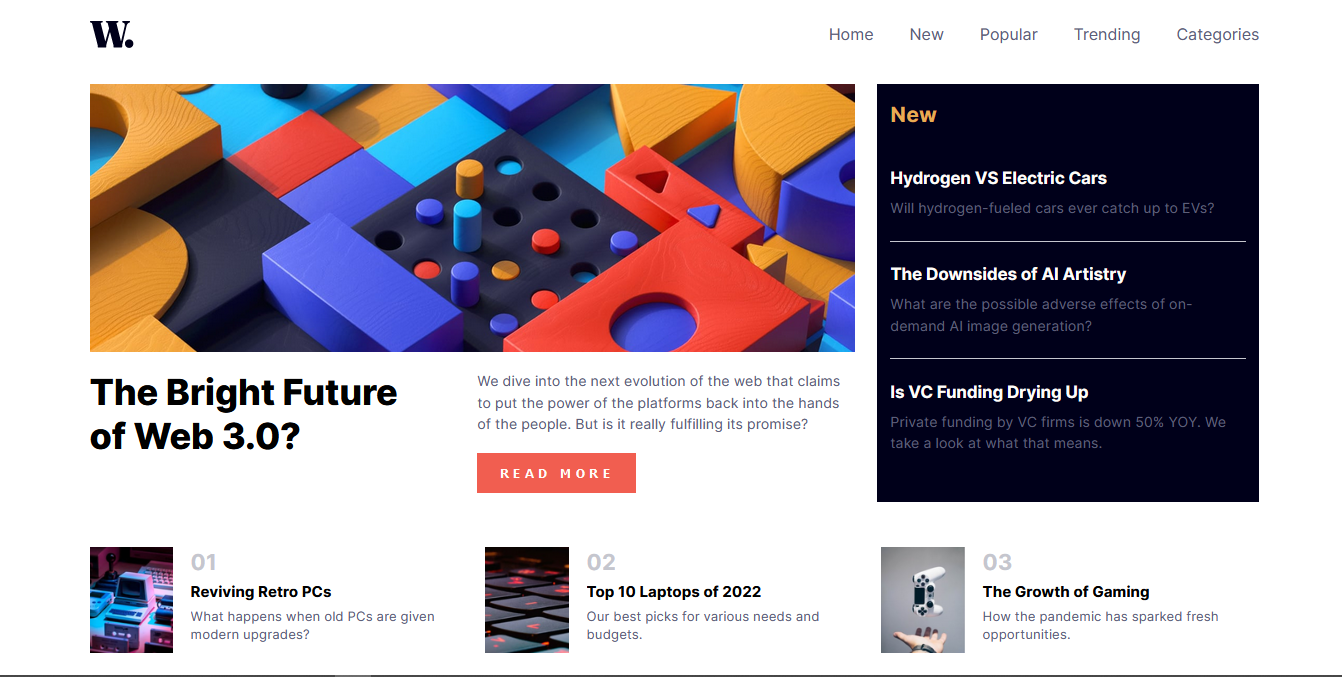 W.
Home New Popular Trending Categories
The Bright Future
of Web 3.0?
We dive into the next evolution of the web that claims
to put the power of the platforms back into the hands
of the people. But is it really fulfilling its promise?
READ MORE
New
Hydrogen VS Electric Cars
Will hydrogen-fueled cars ever catch up to EVs?
The Downsides of AI Artistry
What are the possible adverse effects of on-
demand AI image generation?
Is VC Funding Drying Up
Private funding by VC firms is down 50% YOY. We
take a look at what that means.
01
Reviving Retro PCs
What happens when old PCs are given
modern upgrades?
02
Top 10 Laptops of 2022
Our best picks for various needs and
budgets.
03
The Growth of Gaming
How the pandemic has sparked fresh
opportunities.